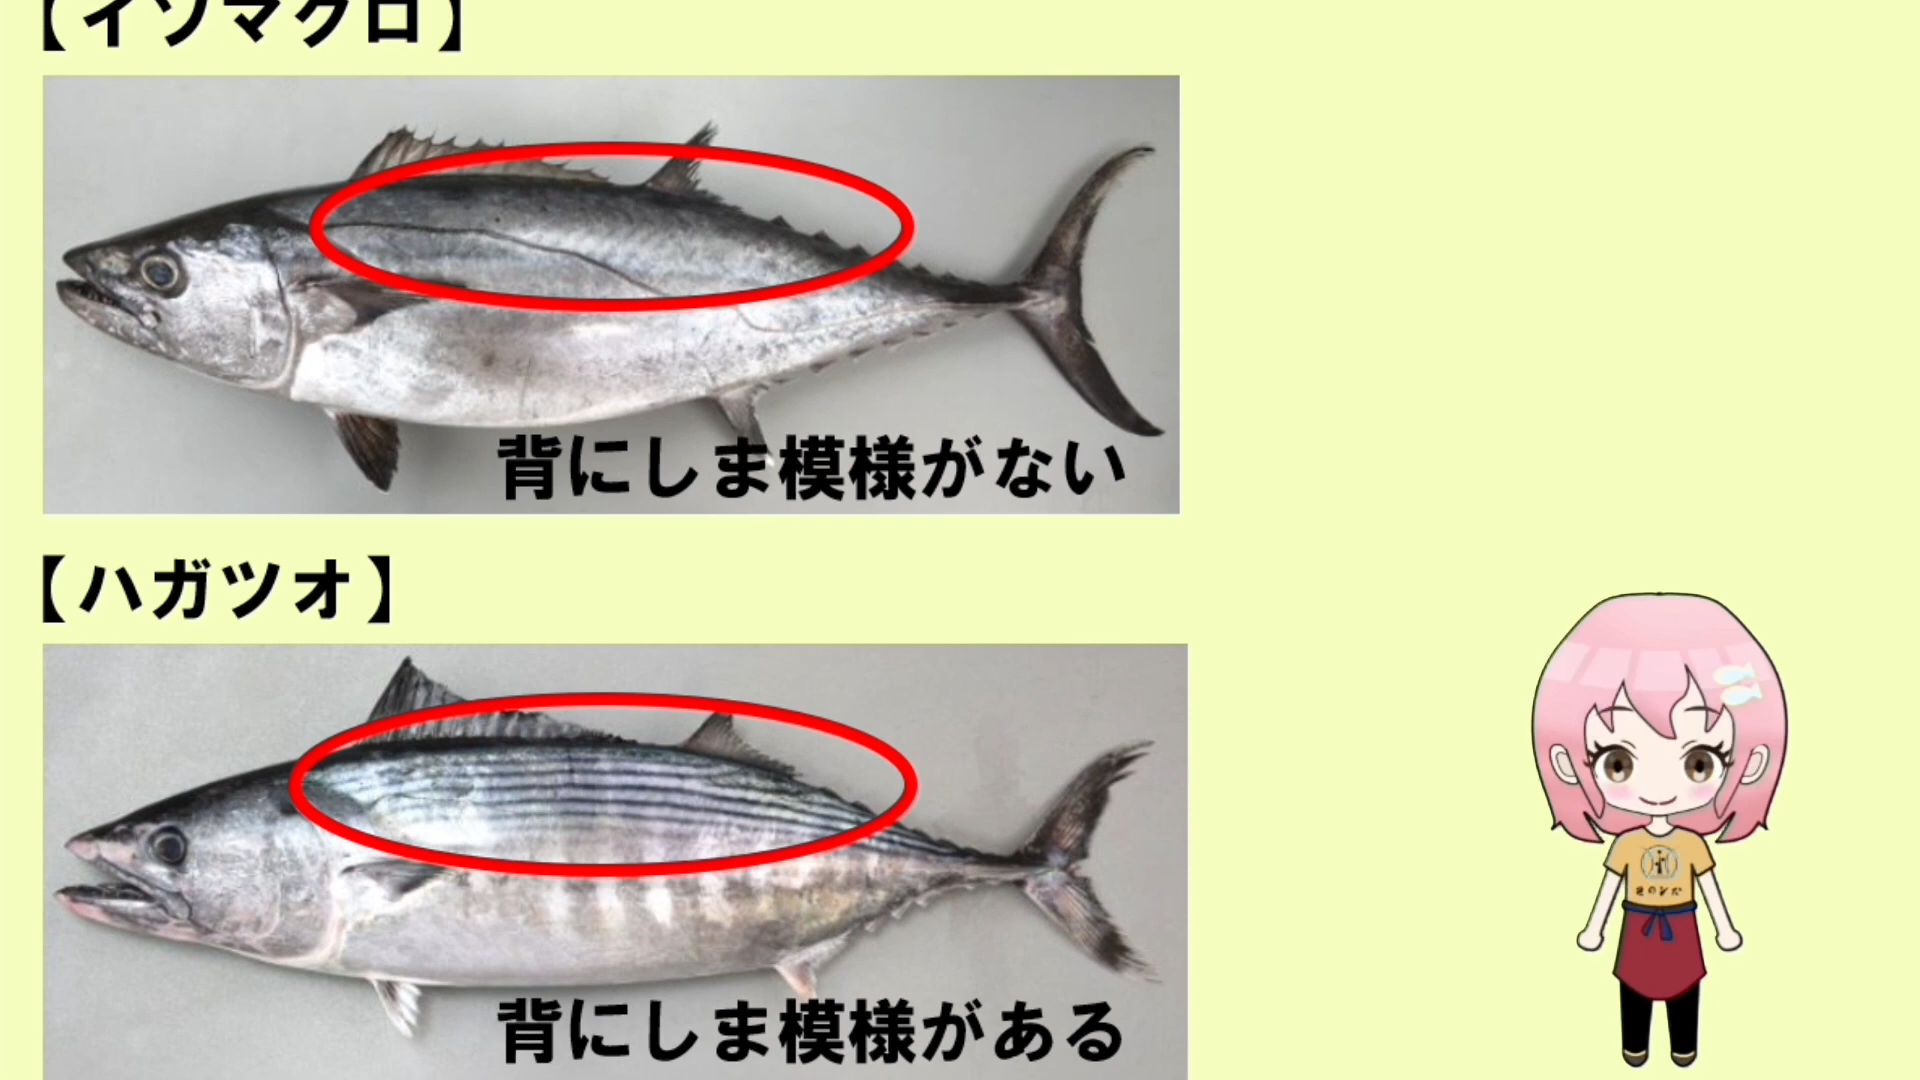 【イソマグロ】
背にしま模様がない
【ハガツオ】
背にしま模様がある